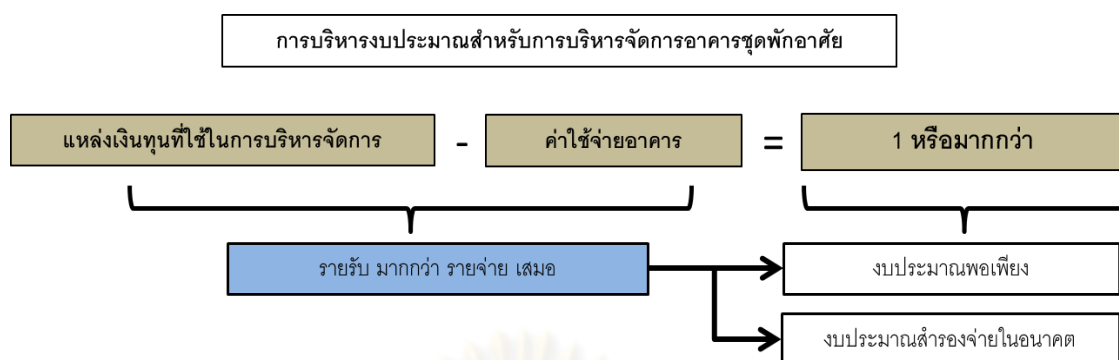 การบริหารงบประมาณสำหรับการบริหารจัดการอาคารชุดพักอาศัย
แหล่งเงินทุนที่ใช้ในการบริหารจัดการ - ค่าใช้จ่ายอาคาร = 1 หรือมากกว่า
รายรับ มากกว่า รายจ่าย เสมอ
งบประมาณพอเพียง
งบประมาณสำรองจ่ายในอนาคต